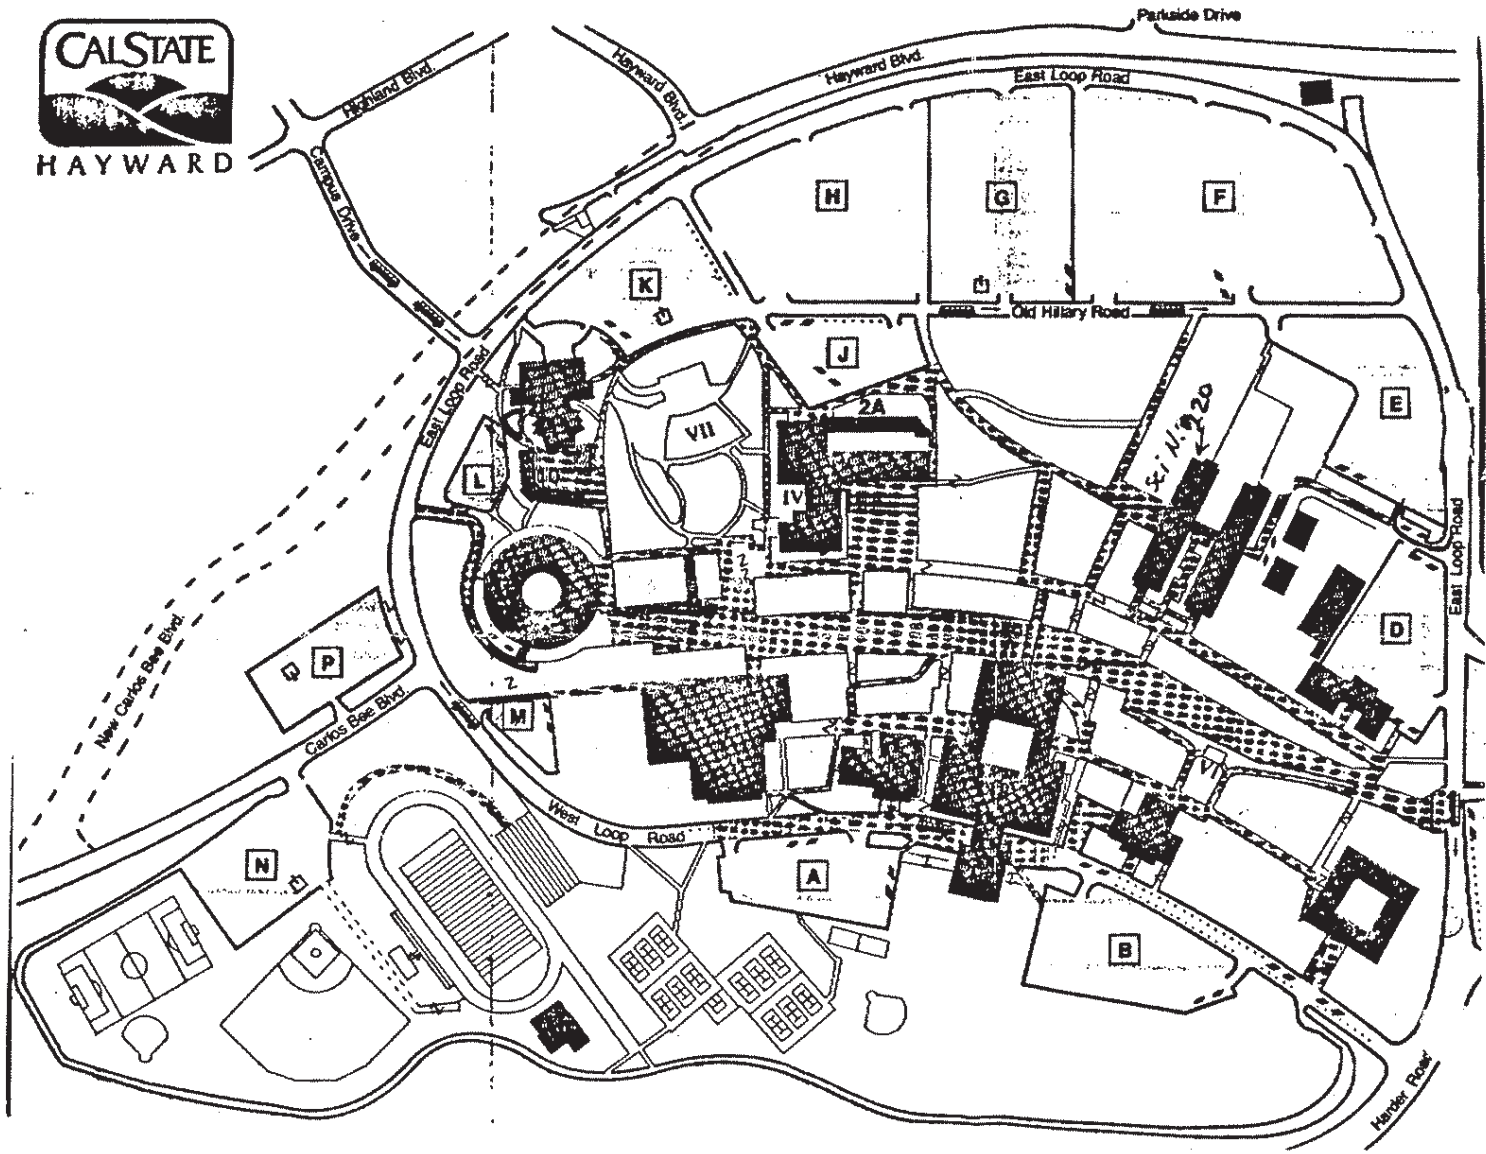 CALSTATE
HAYWARD
Parkside Drive
Hayward Blvd.
East Loop Road
Highland Blvd.
Hayward Blvd.
Campus Drive
H
G
F
K
Old Hillary Road
J
E
2A
VII
East Loop Road
L
IV
East Loop Road
D
P
New Carlos Bee Blvd.
Carlos Bee Blvd.
M
VI
West Loop Road
N
A
B
Harder Road